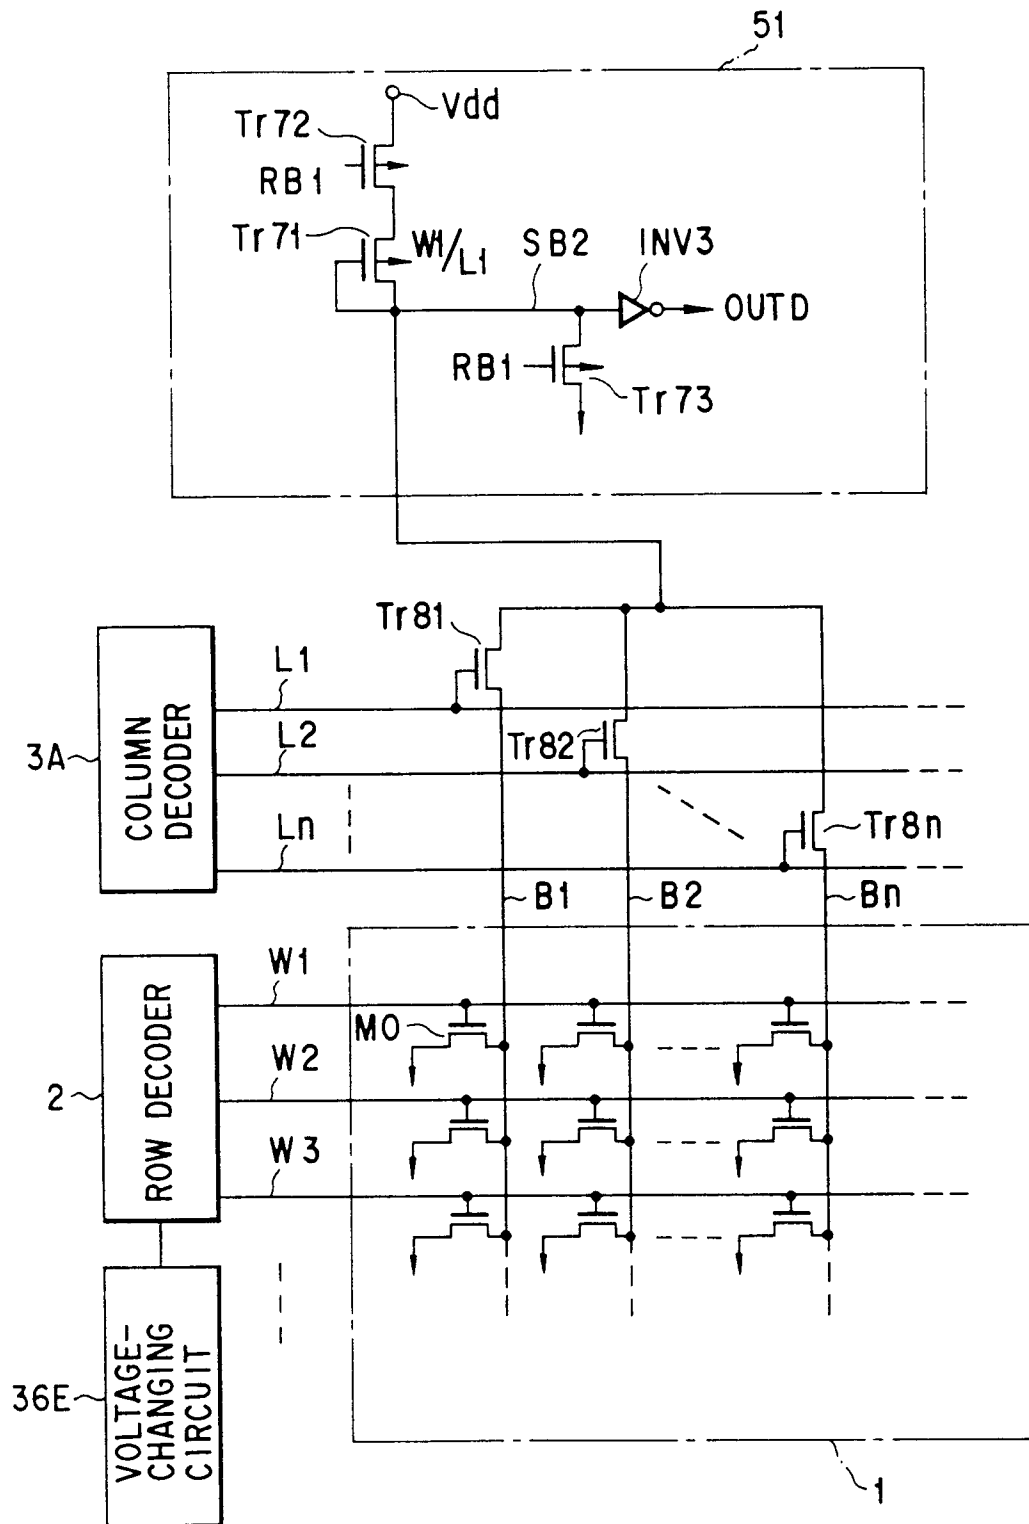 51
Vdd
Tr72
RB1
Tr71
W1/L1
SB2
INV3
OUTD
RB1
Tr73
Tr81
L1
L2
Tr82
3A
COLUMN
DECODER
Ln
Tr8n
B1
B2
Bn
W1
M0
W2
2
ROW DECODER
W3
36E
VOLTAGE-
CHANGING
CIRCUIT
1